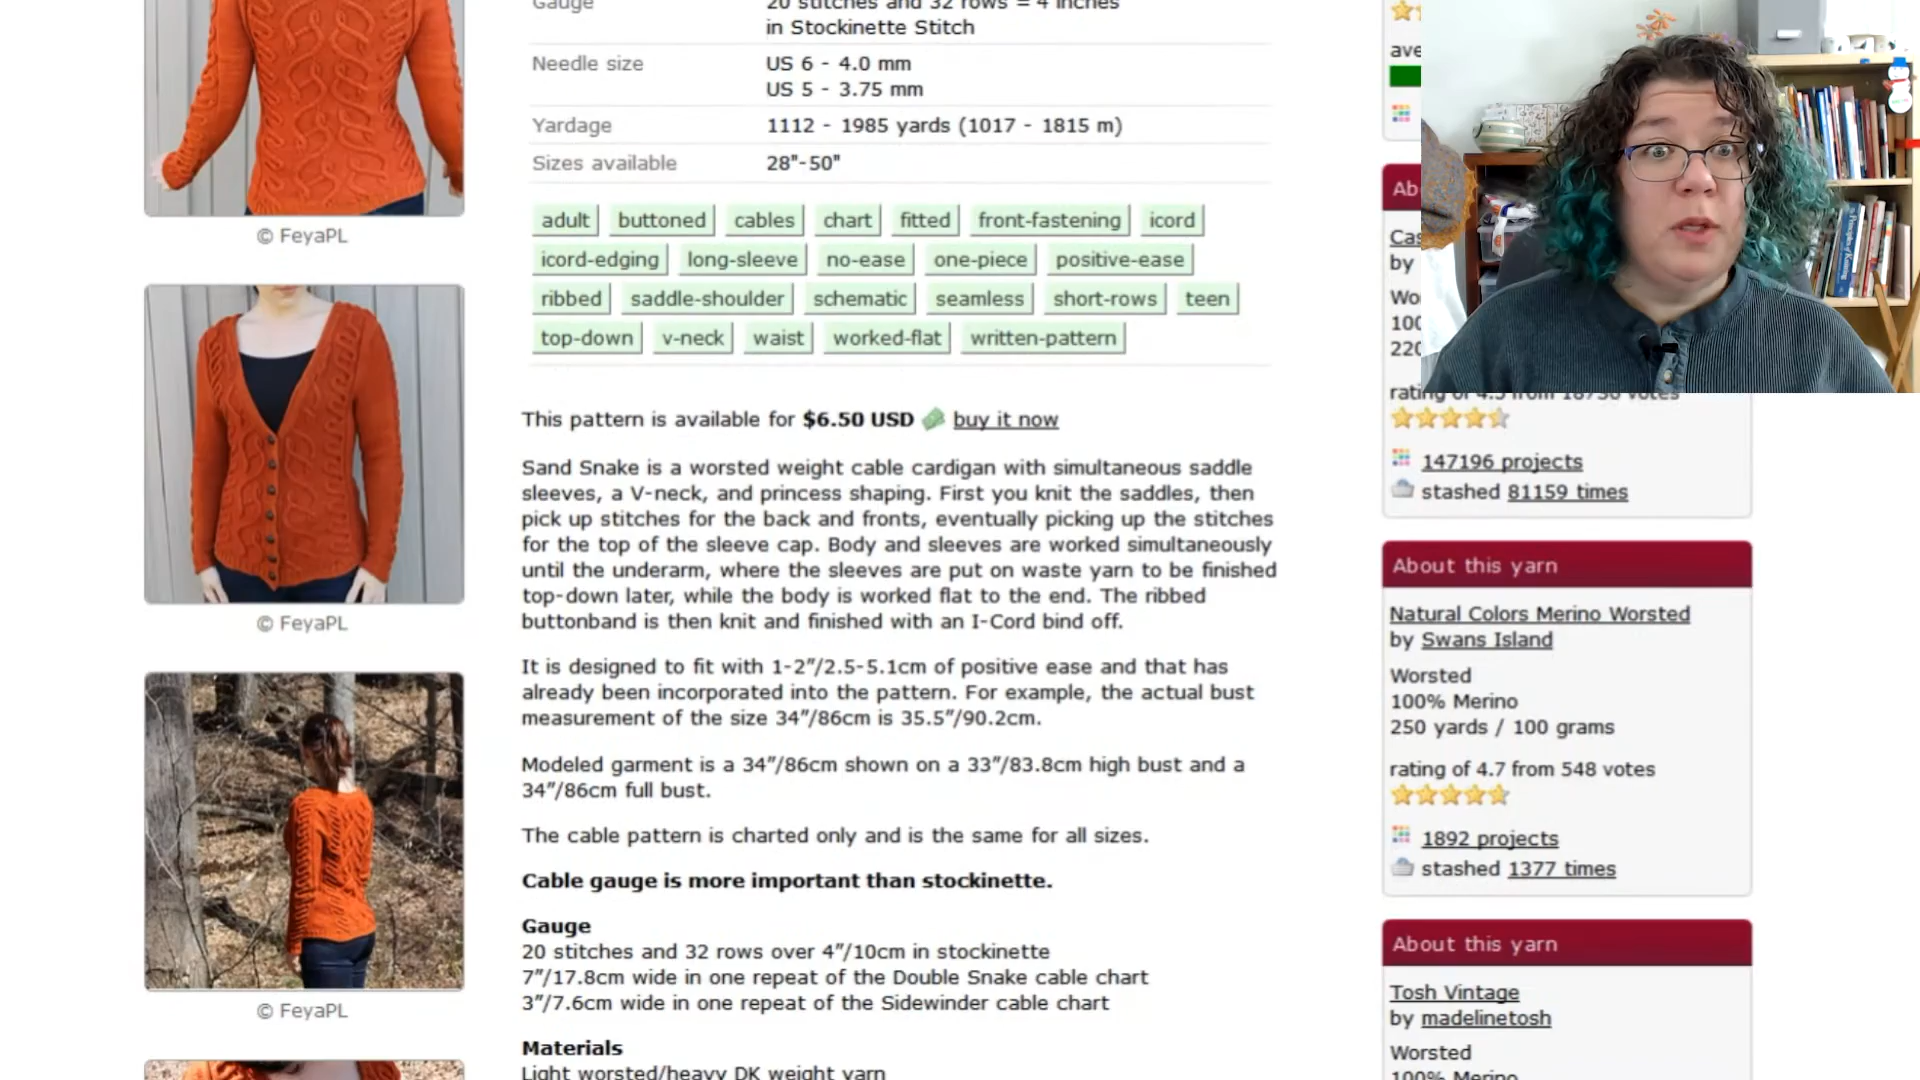 Gauge
20 stitches and 32 rows = 4 inches
in Stockinette Stitch
Needle size
US 6 - 4.0 mm
US 5 - 3.75 mm
Yardage
1112 - 1985 yards (1017 - 1815 m)
Sizes available
28"-50"
adult buttoned cables chart fitted front-fastening icord
icord-edging long-sleeve no-ease one-piece positive-ease
ribbed saddle-shoulder schematic seamless short-rows teen
top-down v-neck waist worked-flat written-pattern
This pattern is available for $6.50 USD buy it now
Sand Snake is a worsted weight cable cardigan with simultaneous saddle
sleeves, a V-neck, and princess shaping. First you knit the saddles, then
pick up stitches for the back and fronts, eventually picking up the stitches
for the top of the sleeve cap. Body and sleeves are worked simultaneously
until the underarm, where the sleeves are put on waste yarn to be finished
top-down later, while the body is worked flat to the end. The ribbed
buttonband is then knit and finished with an I-Cord bind off.
It is designed to fit with 1-2”/2.5-5.1cm of positive ease and that has
already been incorporated into the pattern. For example, the actual bust
measurement of the size 34”/86cm is 35.5”/90.2cm.
Modeled garment is a 34”/86cm shown on a 33”/83.8cm high bust and a
34”/86cm full bust.
The cable pattern is charted only and is the same for all sizes.
Cable gauge is more important than stockinette.
Gauge
20 stitches and 32 rows over 4”/10cm in stockinette
7”/17.8cm wide in one repeat of the Double Snake cable chart
3”/7.6cm wide in one repeat of the Sidewinder cable chart
Materials
Light worsted/heavy DK weight yarn
© FeyaPL
© FeyaPL
© FeyaPL
ave
Ab
Cas
by
Wo
100
220
rating of 4.5 from 18750 votes
147196 projects
stashed 81159 times
About this yarn
Natural Colors Merino Worsted
by Swans Island
Worsted
100% Merino
250 yards / 100 grams
rating of 4.7 from 548 votes
1892 projects
stashed 1377 times
About this yarn
Tosh Vintage
by madelinetosh
Worsted
100% Merino